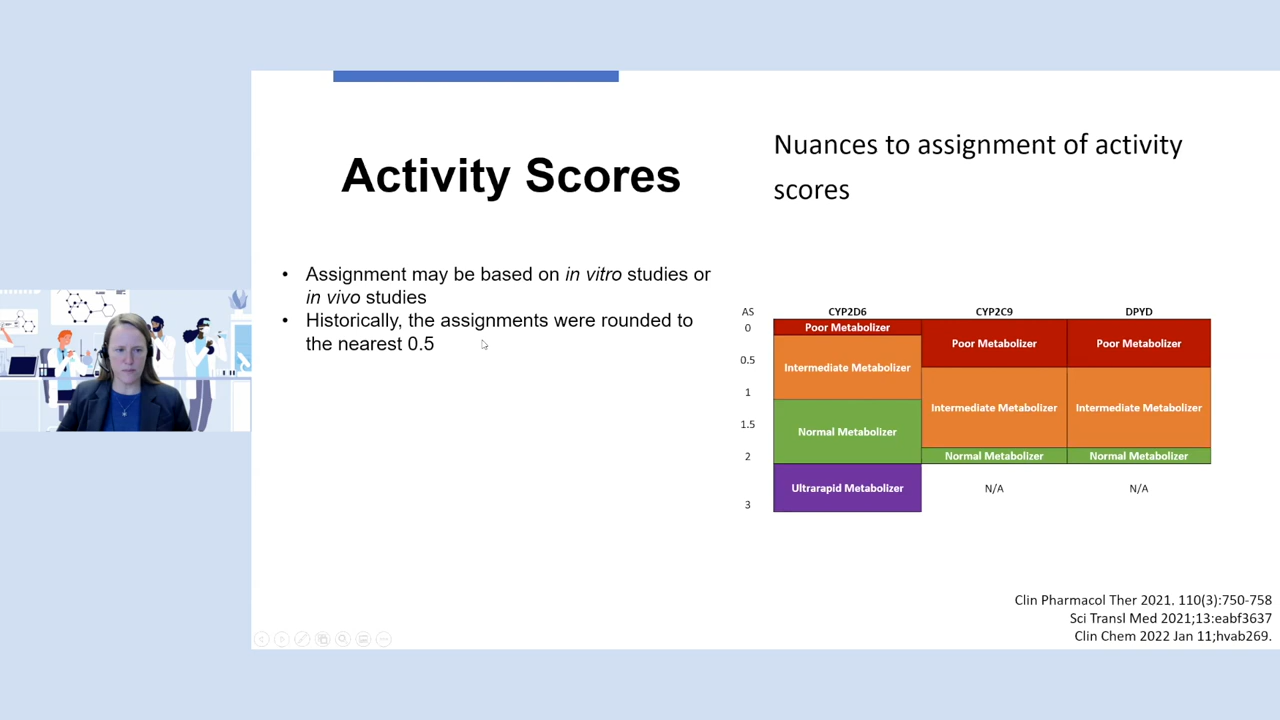 Activity Scores
• Assignment may be based on in vitro studies or
in vivo studies
• Historically, the assignments were rounded to
the nearest 0.5
Nuances to assignment of activity
scores
AS CYP2D6 CYP2C9 DPYD
0 Poor Metabolizer
Poor Metabolizer Poor Metabolizer
0.5
Intermediate Metabolizer
1
Intermediate Metabolizer Intermediate Metabolizer
1.5
Normal Metabolizer
2 Normal Metabolizer Normal Metabolizer
Ultrarapid Metabolizer N/A N/A
3
Clin Pharmacol Ther 2021. 110(3):750-758
Sci Transl Med 2021;13:eabf3637
Clin Chem 2022 Jan 11;hvab269.